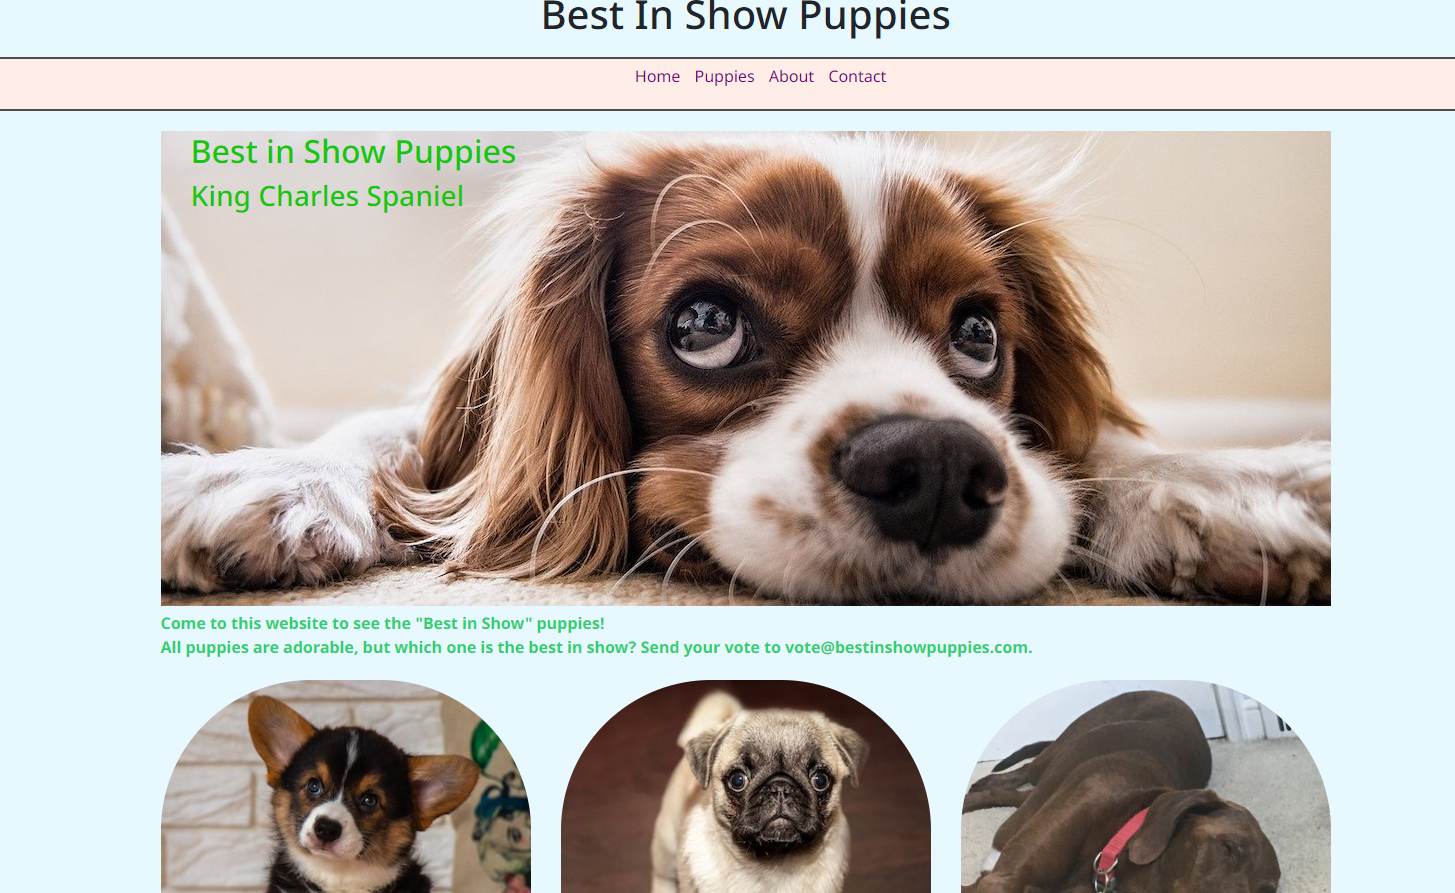 Best In Show Puppies
Home Puppies About Contact
Best in Show Puppies
King Charles Spaniel
Come to this website to see the "Best in Show" puppies!
All puppies are adorable, but which one is the best in show? Send your vote to vote@bestinshowpuppies.com.